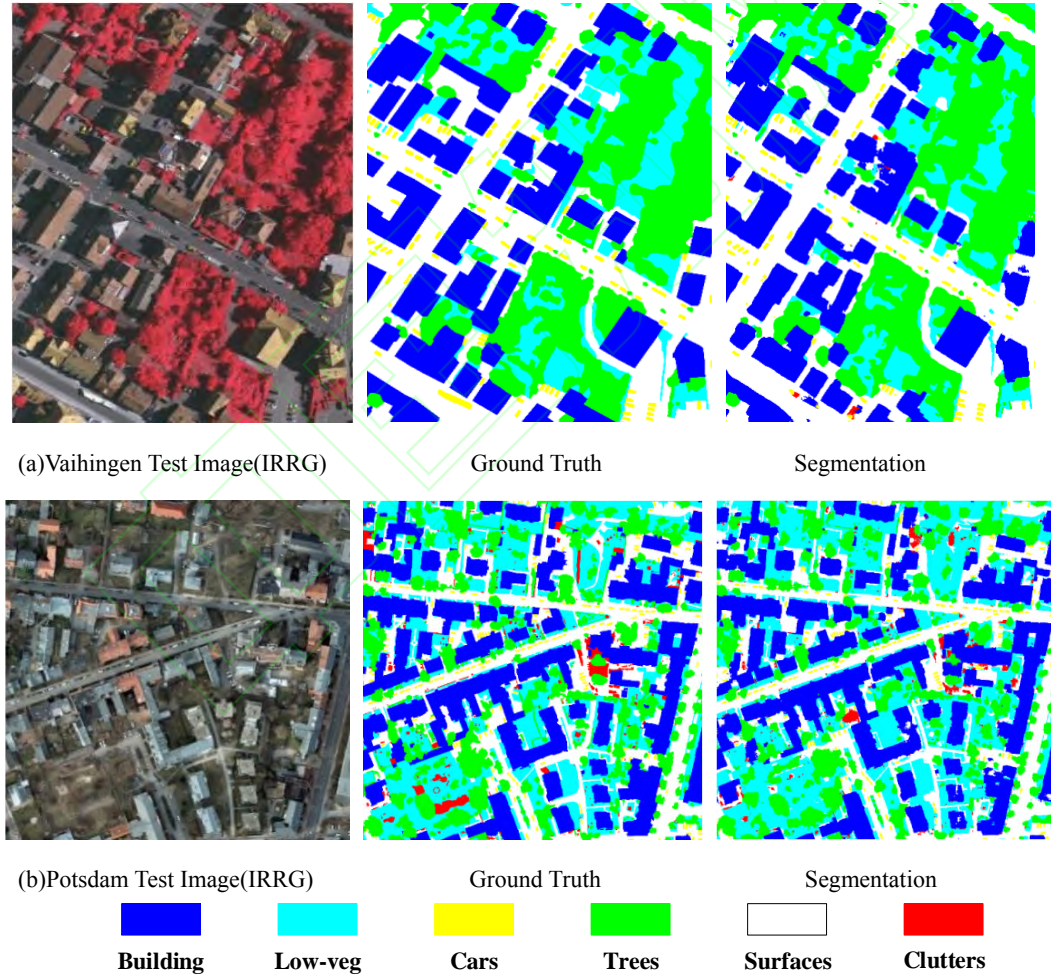 (a)Vaihingen Test Image(IRRG) Ground Truth Segmentation
(b)Potsdam Test Image(IRRG) Ground Truth Segmentation
Building Low-veg Cars Trees Surfaces Clutters